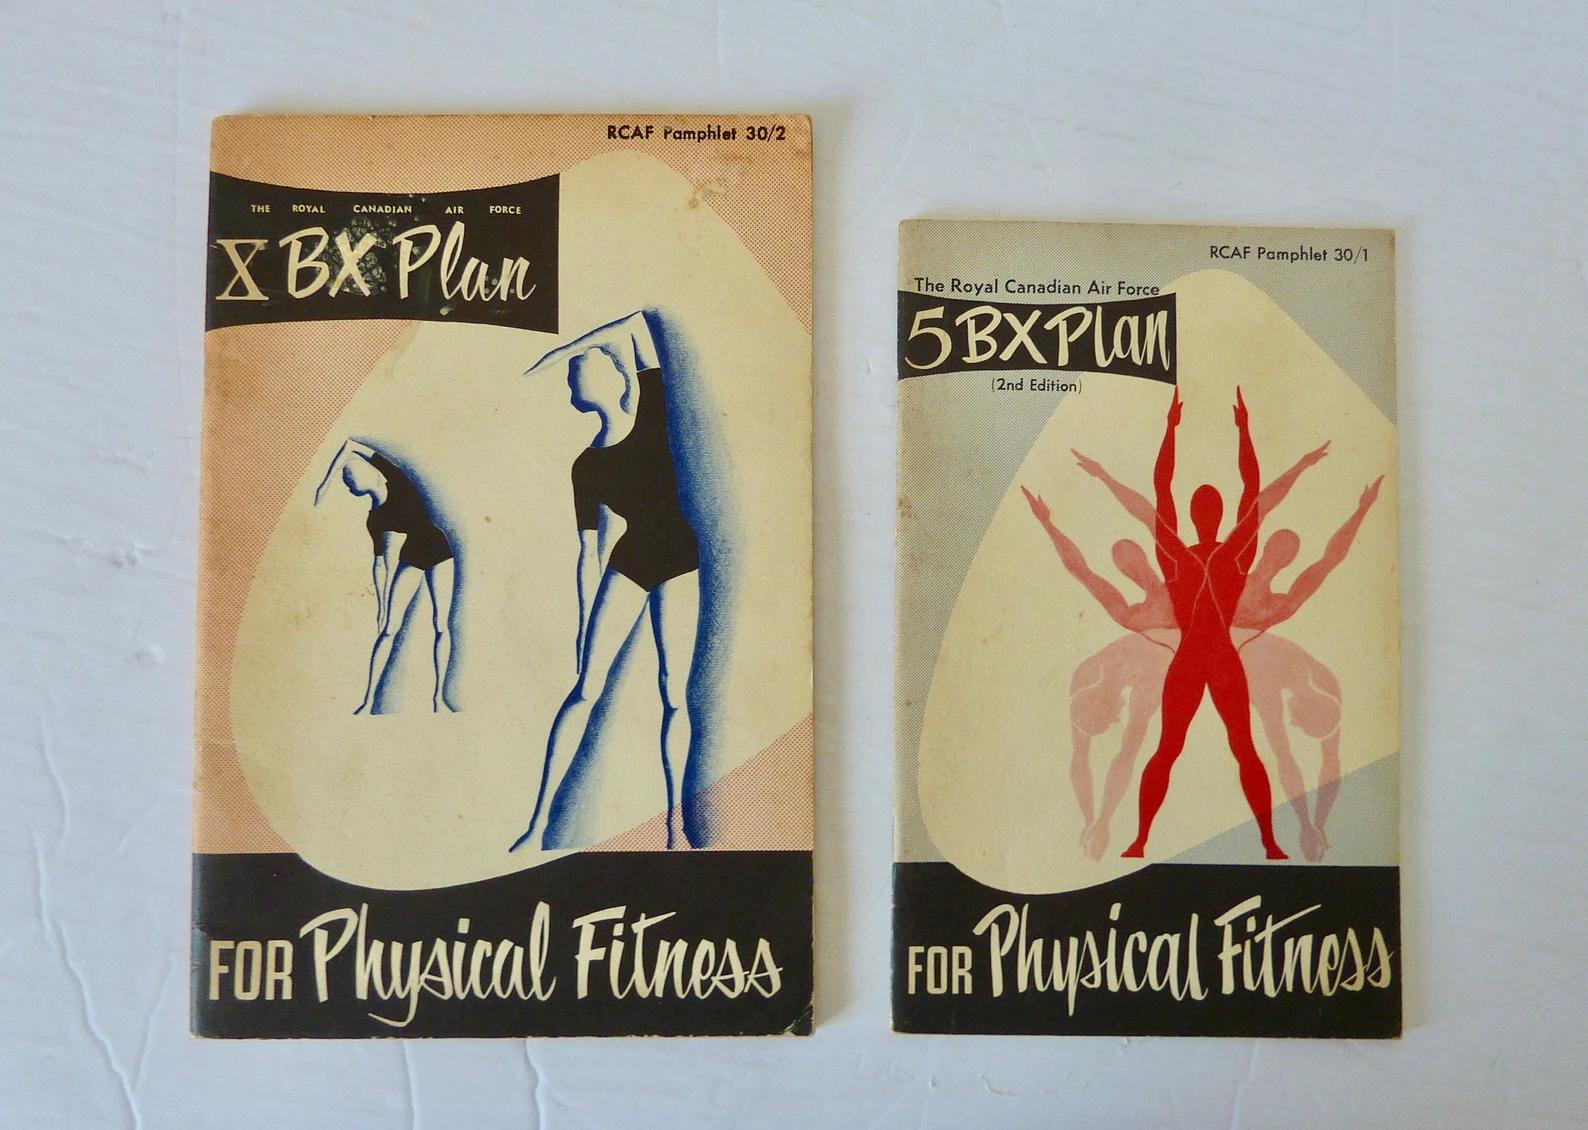 RCAF Pamphlet 30/2
THE ROYAL CANADIAN AIR FORCE
X BX Plan
FOR Physical Fitness
RCAF Pamphlet 30/1
The Royal Canadian Air Force
5BX Plan
(2nd Edition)
FOR Physical Fitness